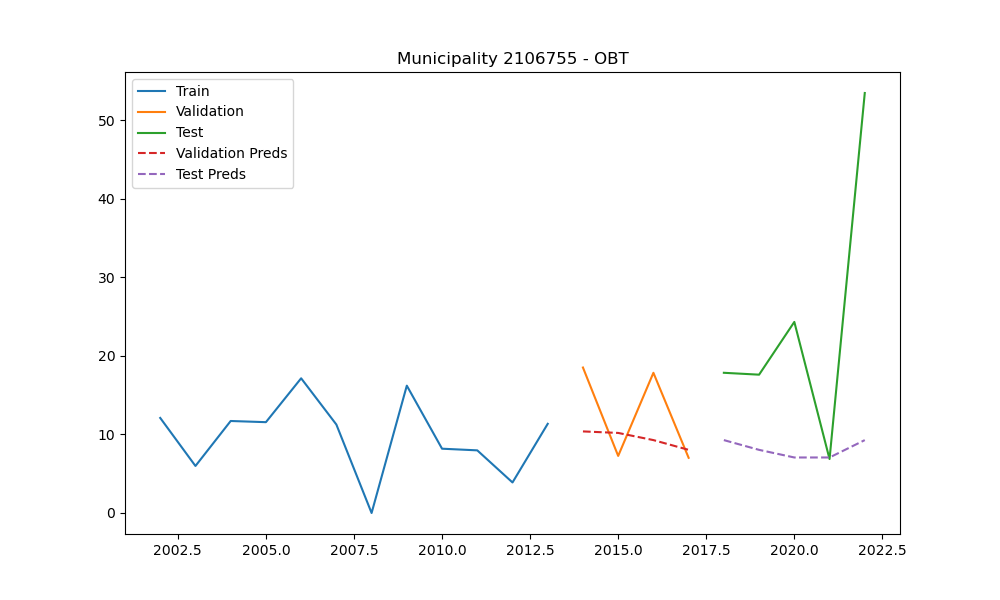 Municipality 2106755 - OBT
Train
Validation
Test
Validation Preds
Test Preds
50
40
30
20
10
0
2002.5 2005.0 2007.5 2010.0 2012.5 2015.0 2017.5 2020.0 2022.5